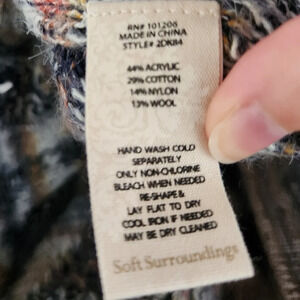 RN# 101206
MADE IN CHINA
STYLE# 2DK84
44% ACRYLIC
29% COTTON
14% NYLON
13% WOOL
HAND WASH COLD
SEPARATELY
ONLY NON-CHLORINE
BLEACH WHEN NEEDED
RE-SHAPE &
LAY FLAT TO DRY
COOL IRON IF NEEDED
MAY BE DRY CLEANED
Soft Surroundings